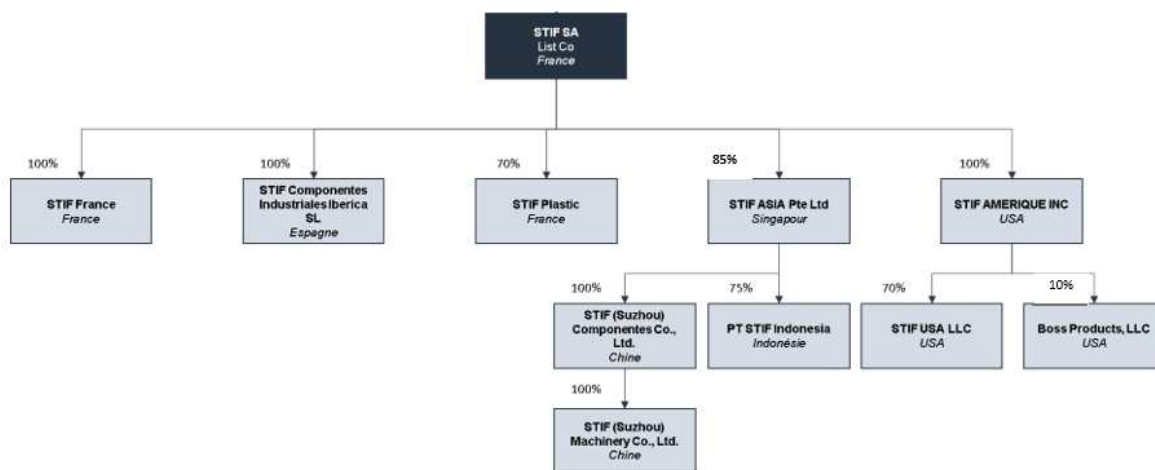 STIF SA
List Co
France
100%
100%
70%
85%
100%
STIF France
France
STIF Componentes
Industriales Iberica
SL
Espagne
STIF Plastic
France
STIF ASIA Pte Ltd
Singapour
STIF AMERIQUE INC
USA
100%
75%
70%
10%
STIF (Suzhou)
Componentes Co.,
Ltd.
Chine
PT STIF Indonesia
Indonésie
STIF USA LLC
USA
Boss Products, LLC
USA
100%
STIF (Suzhou)
Machinery Co., Ltd.
Chine